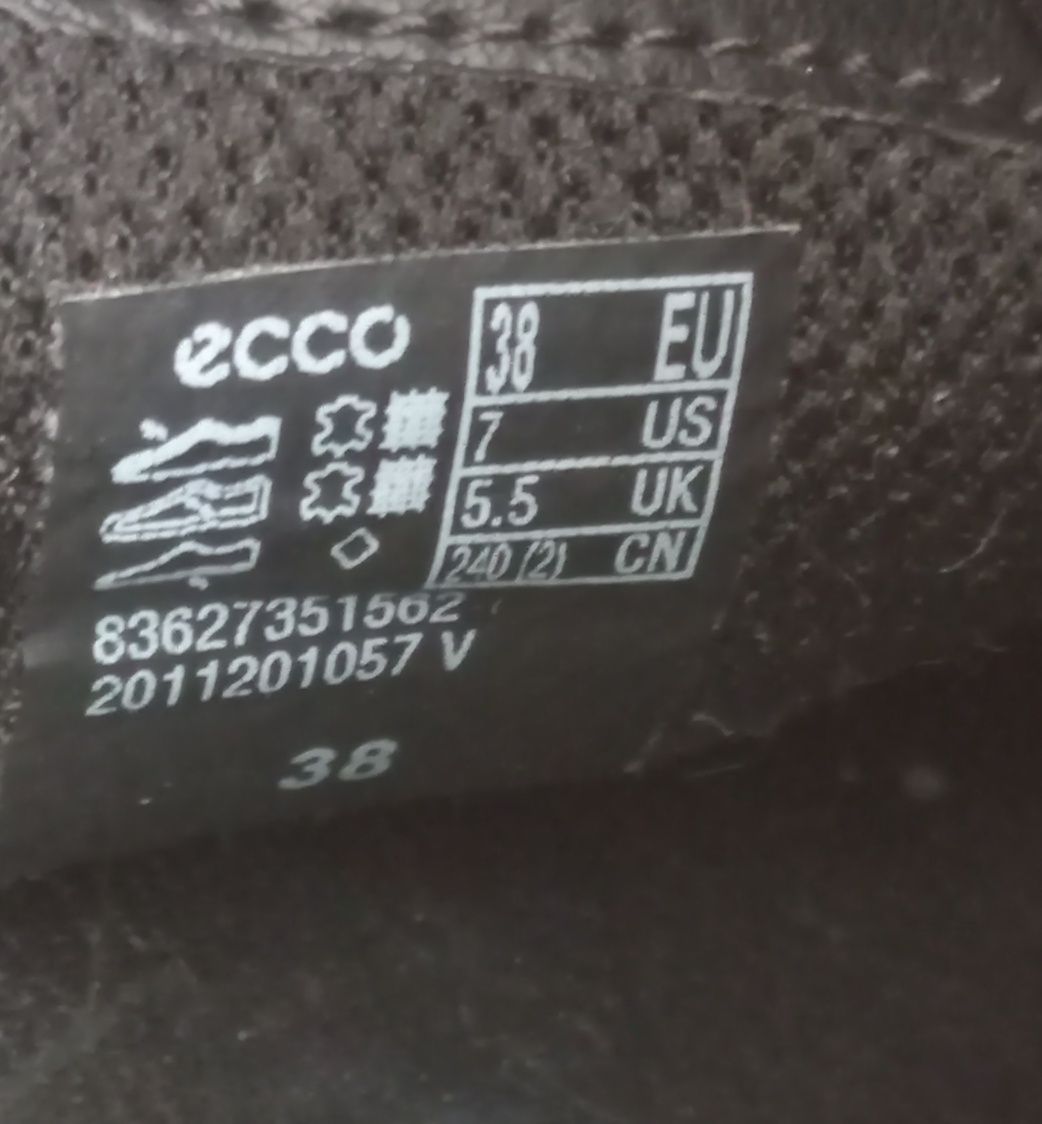 ecco
38 EU
7 US
5.5 UK
240 (2) CN
83627351562
2011201057 V
38